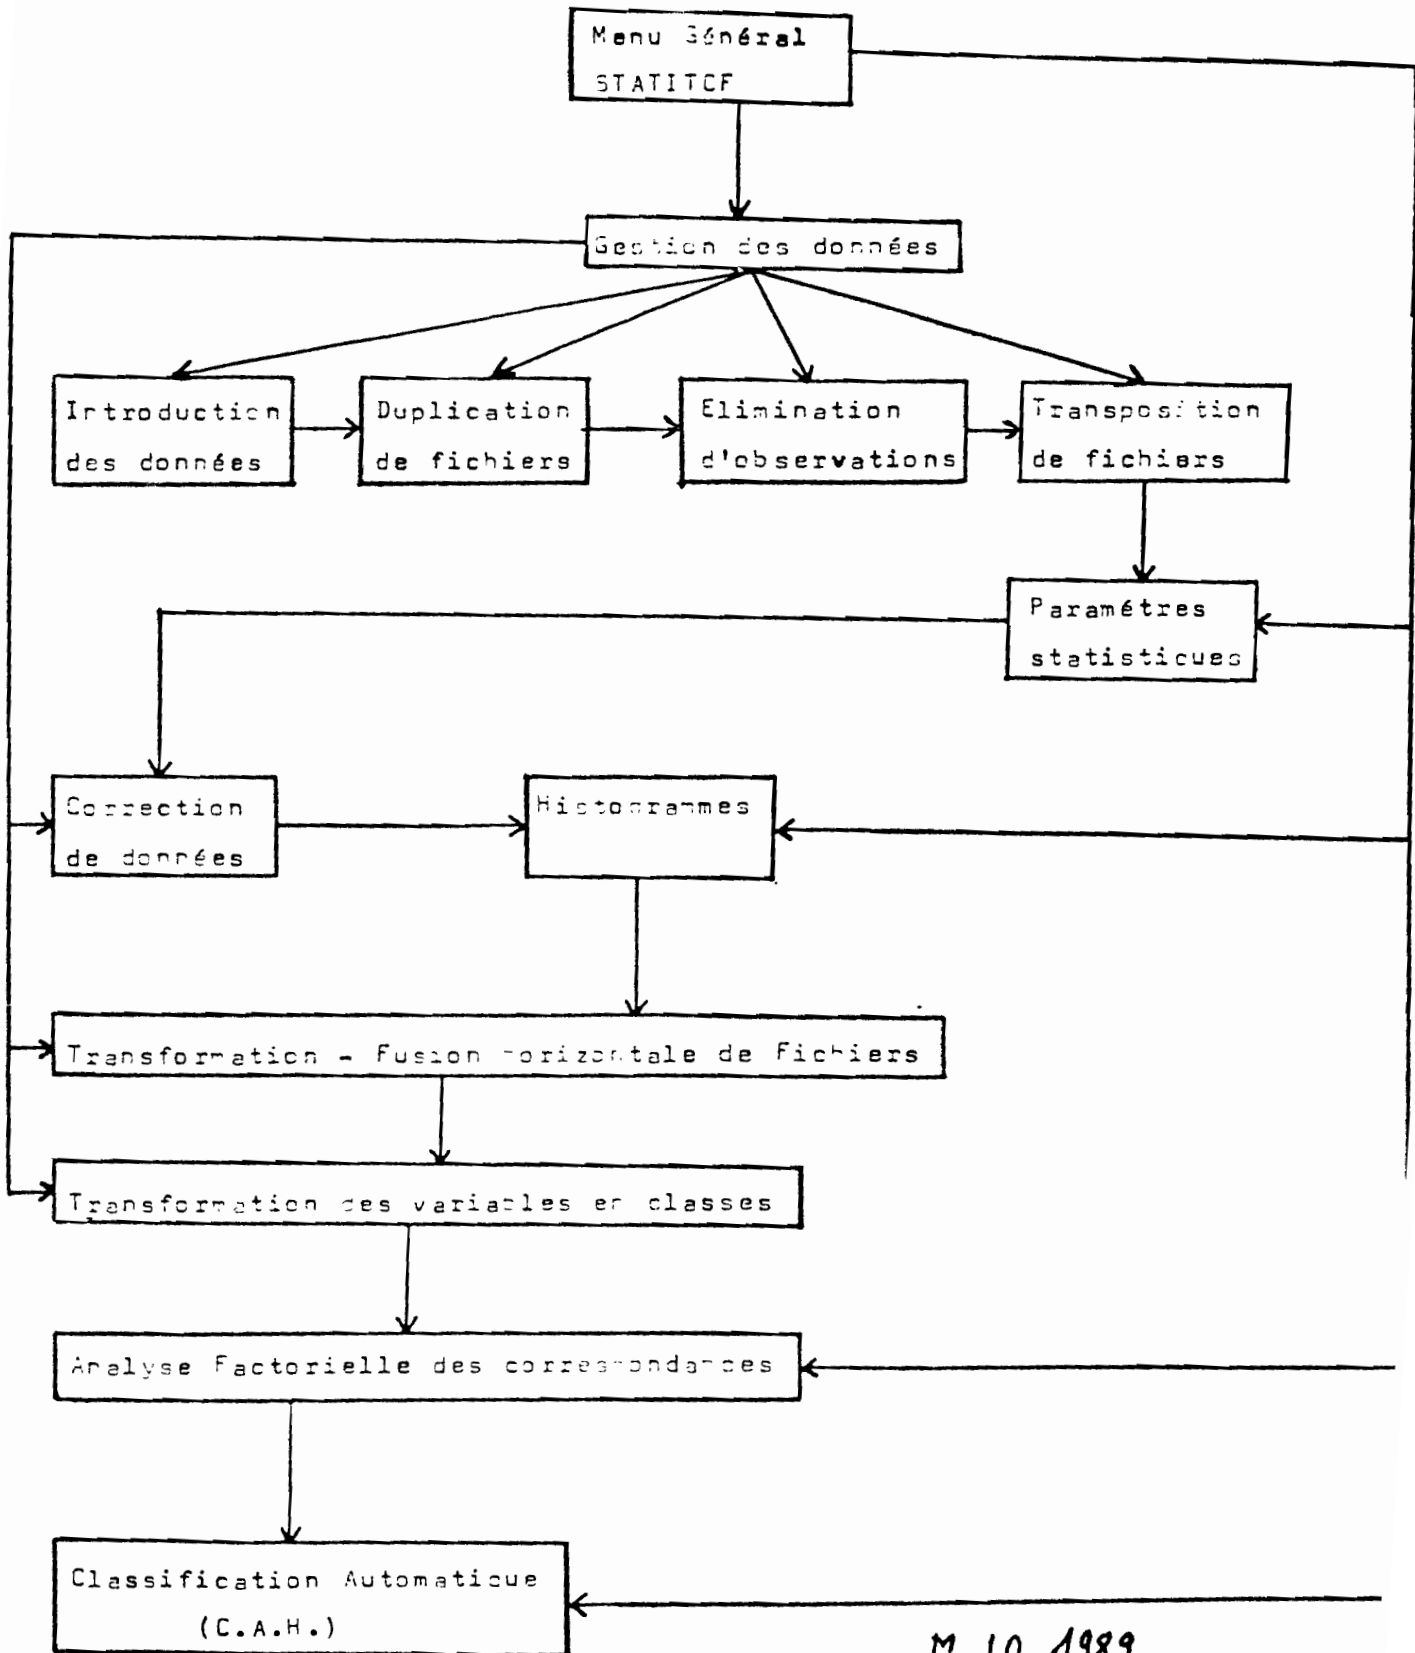 Menu Général
STATITCF
Gestion des données
Introduction
des données
Duplication
de fichiers
Elimination
d'observations
Transposition
de fichiers
Paramétres
statistiques
Correction
de données
Histogrammes
Transformation - Fusion horizontale de Fichiers
Transformation des variables en classes
Analyse Factorielle des correspondances
Classification Automatique
(C.A.H.)
1989